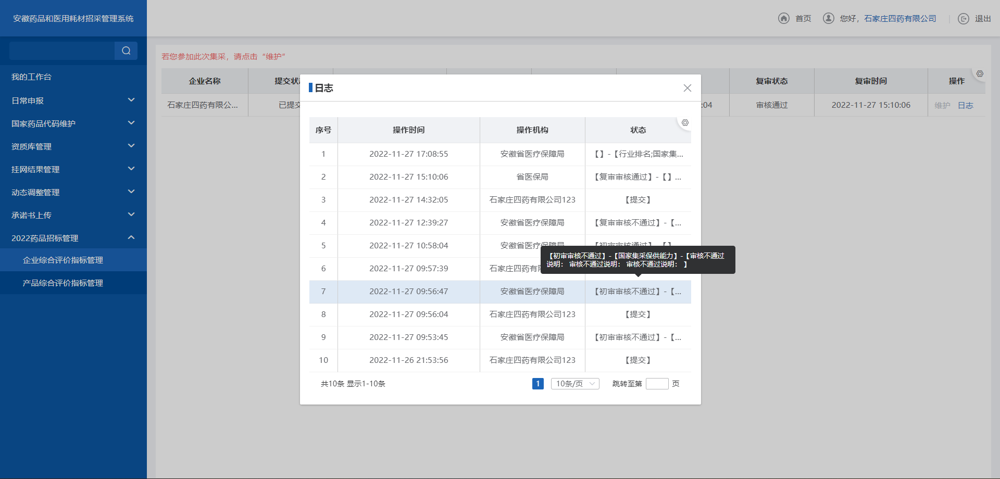 安徽药品和医用耗材招采管理系统
首页
您好，石家庄四药有限公司
退出
我的工作台
日常申报
国家药品代码维护
资质库管理
挂网结果管理
动态调整管理
承诺书上传
2022药品招标管理
企业综合评价指标管理
产品综合评价指标管理
若您参加此次集采，请点击“维护”
企业名称 提交状 复审状态 复审时间 操作
石家庄四药有限公... 已提交 :04 审核通过 2022-11-27 15:10:06 维护 日志
日志
序号 操作时间 操作机构 状态
1 2022-11-27 17:08:55 安徽省医疗保障局 【】-【行业排名;国家集...
2 2022-11-27 15:10:06 省医保局 【复审审核通过】-【】...
3 2022-11-27 14:32:05 石家庄四药有限公司123 【提交】
4 2022-11-27 12:39:27 安徽省医疗保障局 【复审审核不通过】-【...
5 2022-11-27 10:58:04 安徽省医疗保障局 【初审审核通过】-【】
【初审审核不通过】-【国家集采保供能力】-【审核不通过
说明： 审核不通过说明： 审核不通过说明： 】
6 2022-11-27 09:57:39 石家庄四药有
7 2022-11-27 09:56:47 安徽省医疗保障局 【初审审核不通过】-【...
8 2022-11-27 09:56:04 石家庄四药有限公司123 【提交】
9 2022-11-27 09:53:45 安徽省医疗保障局 【初审审核不通过】-【...
10 2022-11-26 21:53:56 石家庄四药有限公司123 【提交】
共10条 显示1-10条 1 10条/页 跳转至第 页